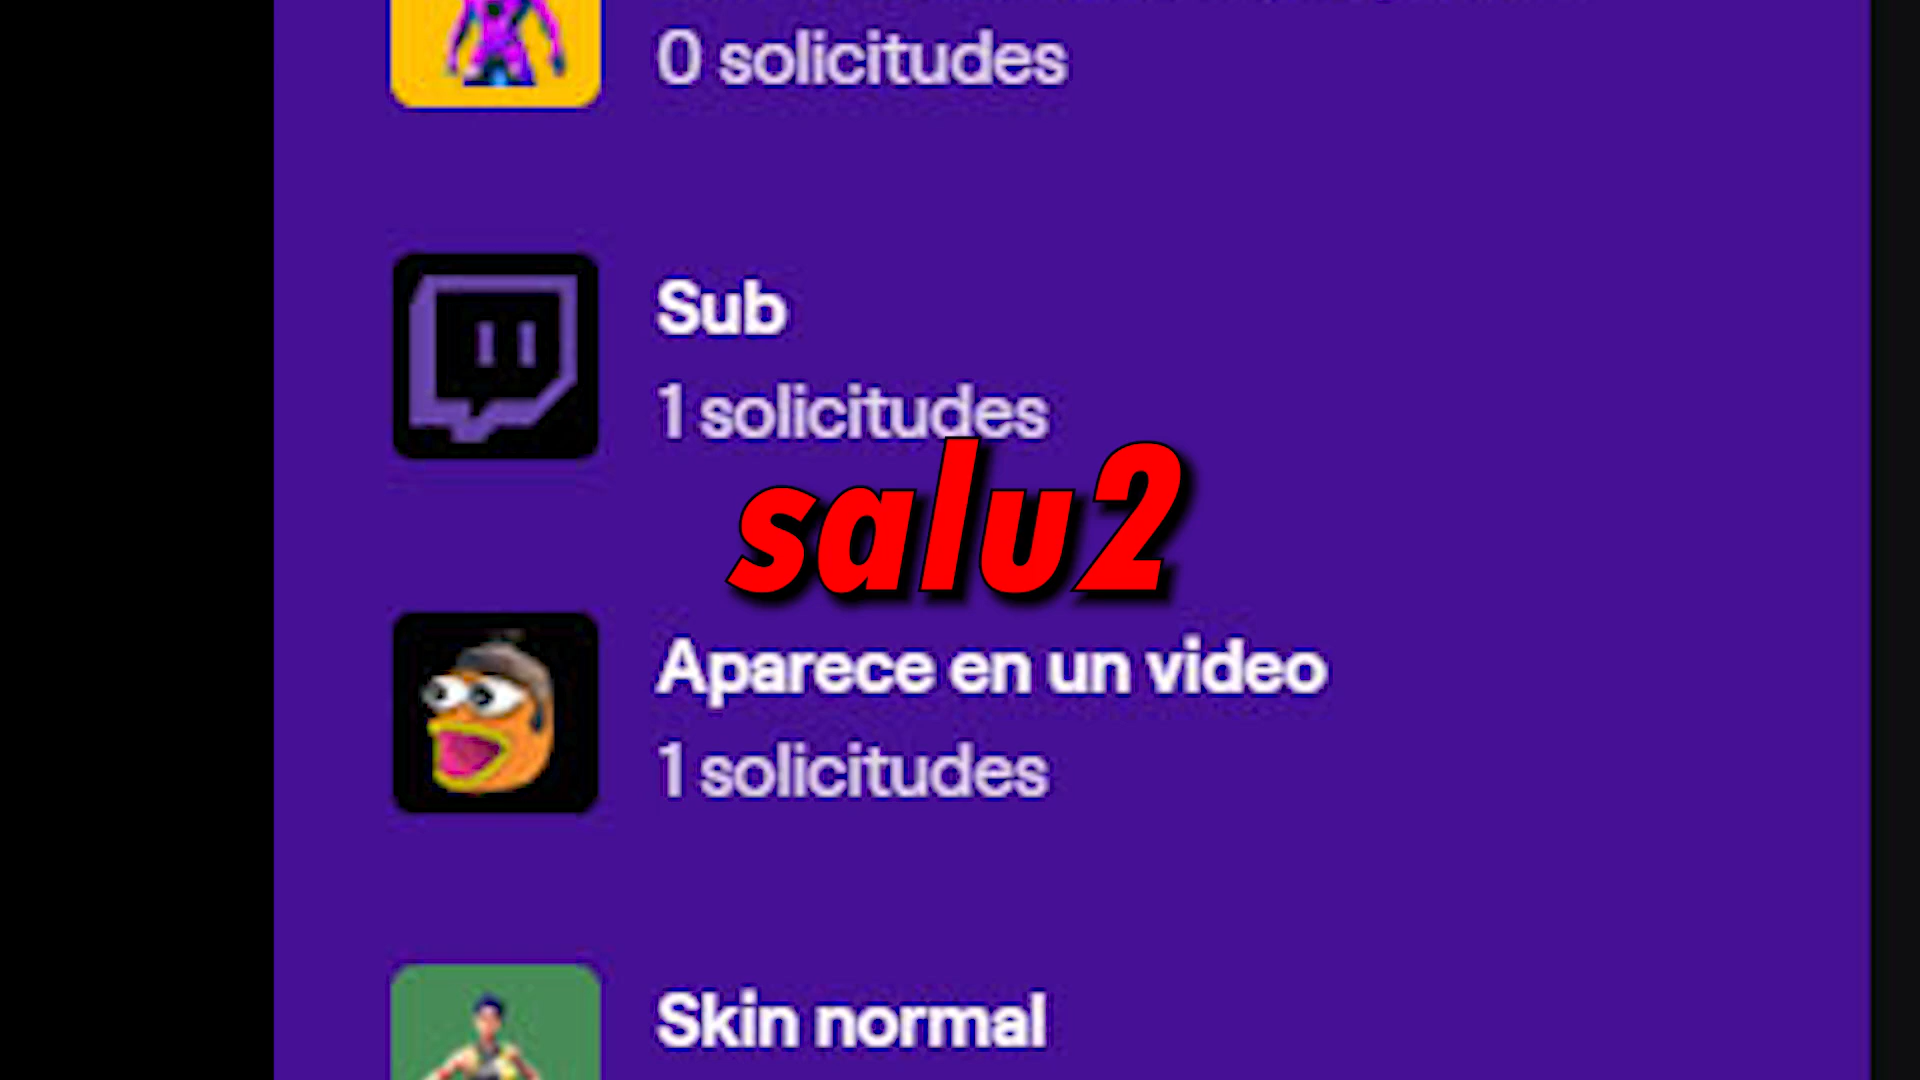 0 solicitudes
Sub
1 solicitudes
salu2
Aparece en un video
1 solicitudes
Skin normal